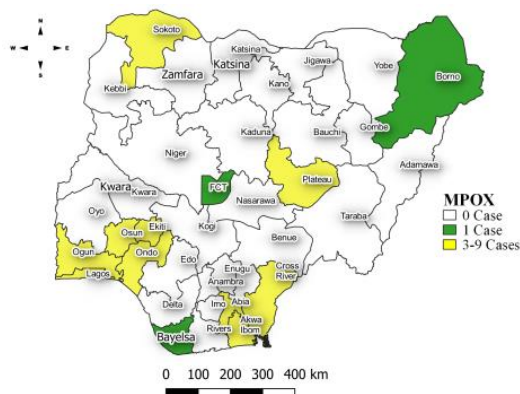 N
W E
S
Sokoto
Katsina
Katsina
Jigawa
Yobe
Borno
Zamfara
Kano
Kebbi
Kaduna
Bauchi
Gombe
Niger
Adamawa
FCT
Plateau
Kwara
Kwara
Nasarawa
Oyo
Taraba
Kogi
Osun
Ekiti
Benue
Ogun
Ondo
Edo
Enugu
Cross
River
Lagos
Anambra
Delta
Imo
Abia
Akwa
Ibom
Bayelsa
Rivers
MPOX
0 Case
1 Case
3-9 Cases
0 100 200 300 400 km